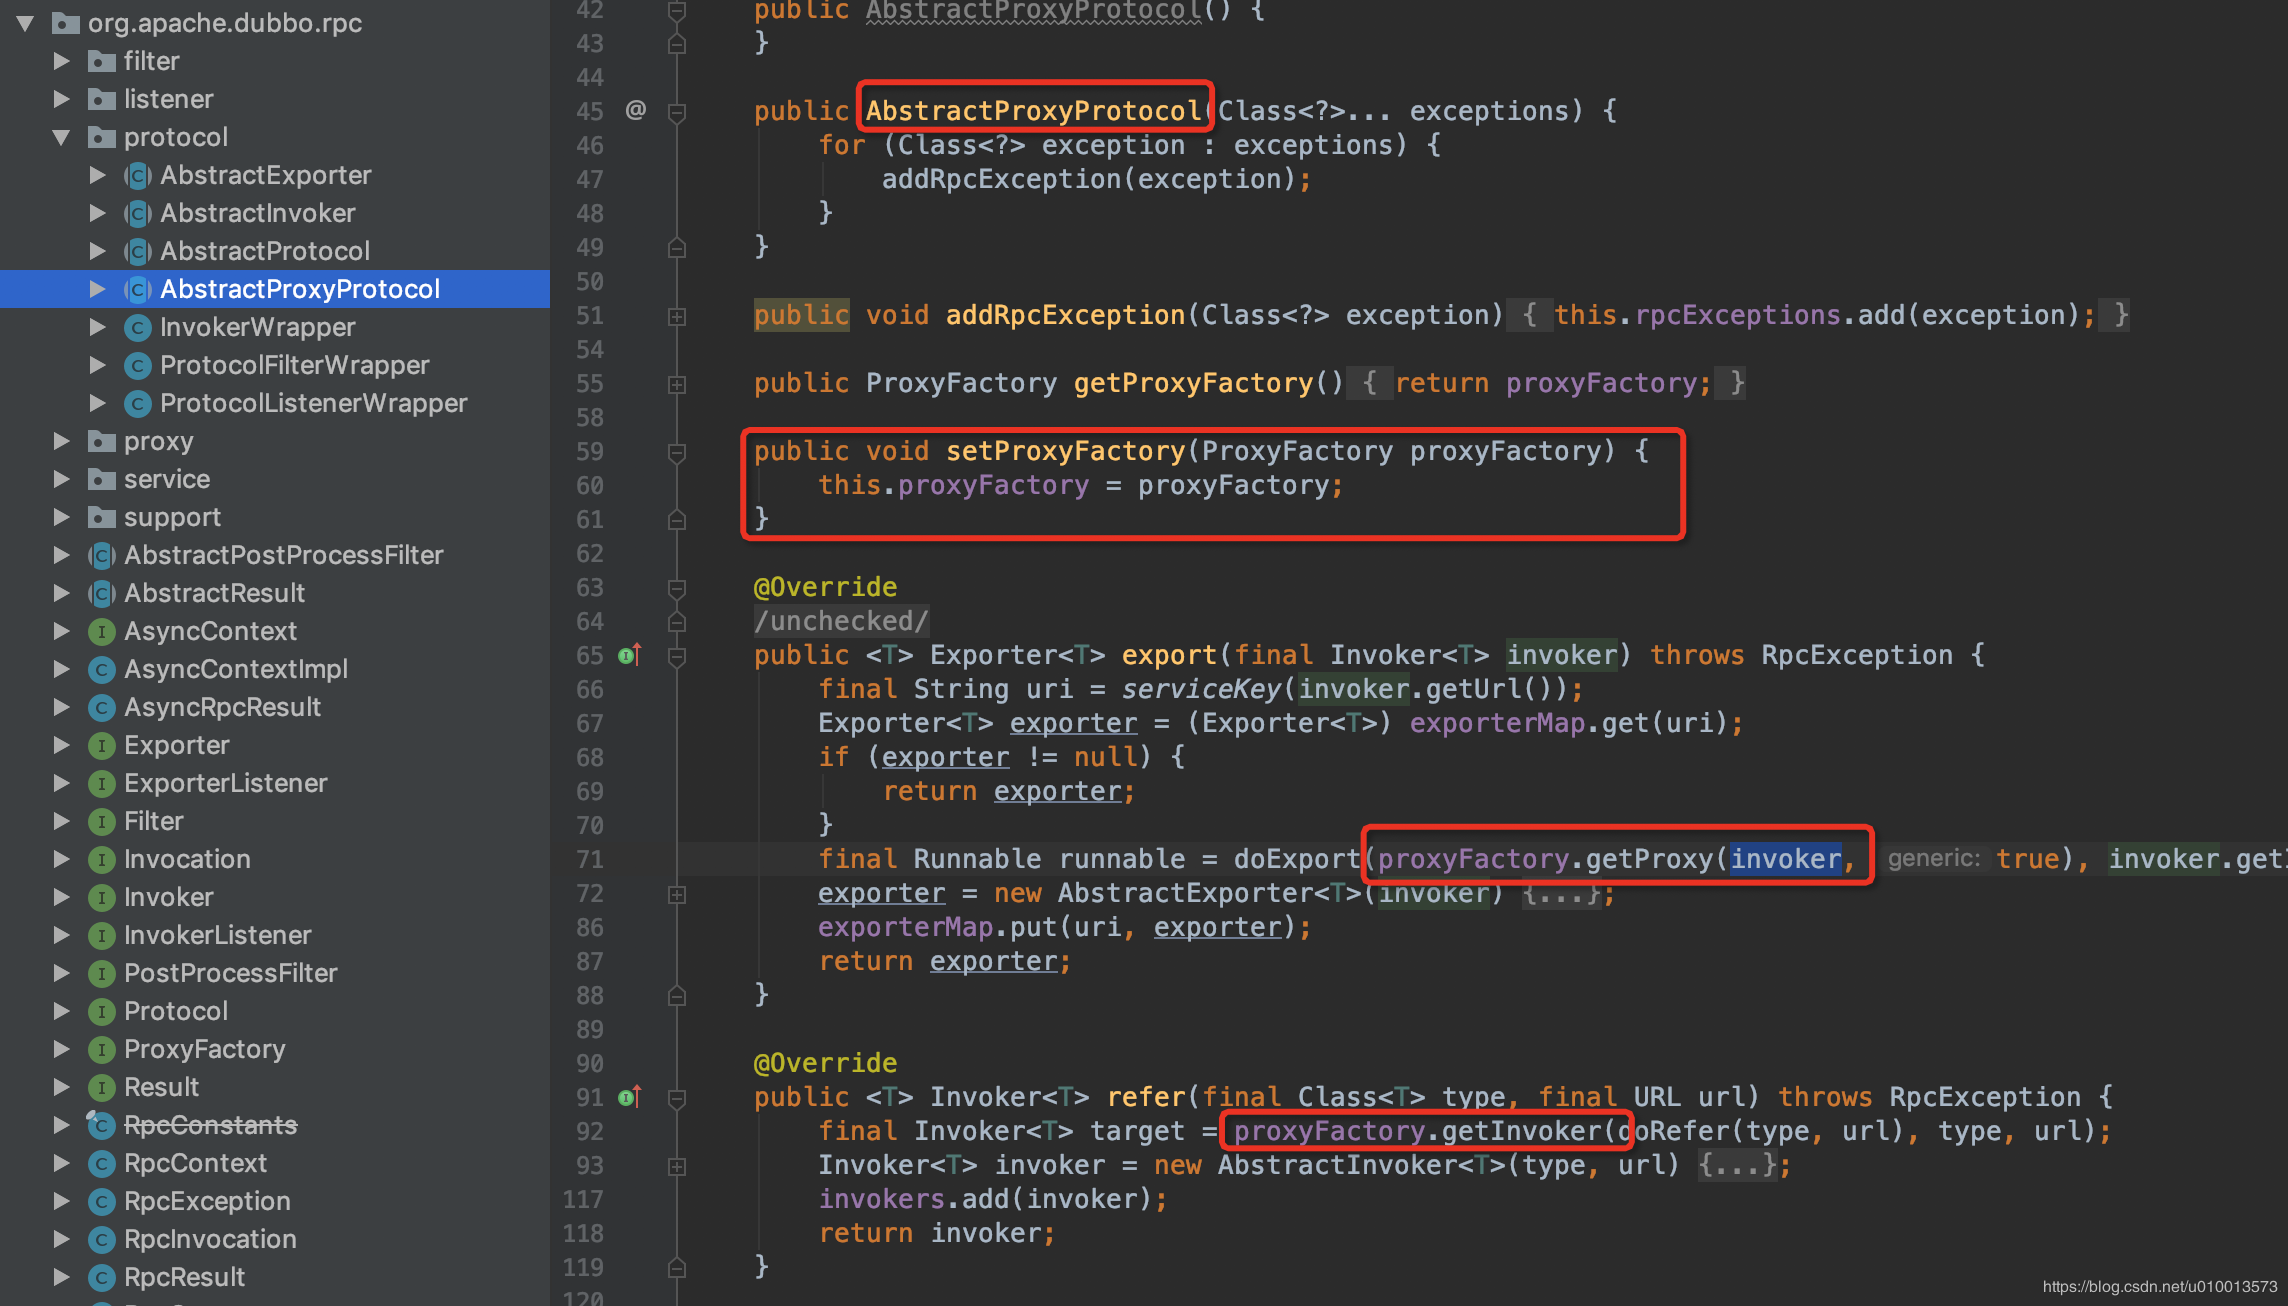 org.apache.dubbo.rpc
filter
listener
protocol
AbstractExporter
AbstractInvoker
AbstractProtocol
AbstractProxyProtocol
InvokerWrapper
ProtocolFilterWrapper
ProtocolListenerWrapper
proxy
service
support
AbstractPostProcessFilter
AbstractResult
AsyncContext
AsyncContextImpl
AsyncRpcResult
Exporter
ExporterListener
Filter
Invocation
Invoker
InvokerListener
PostProcessFilter
Protocol
ProxyFactory
Result
RpcConstants
RpcContext
RpcException
RpcInvocation
RpcResult
42 public AbstractProxyProtocol() {
43 }
44
45 @ public AbstractProxyProtocol(Class<?>... exceptions) {
46 for (Class<?> exception : exceptions) {
47 addRpcException(exception);
48 }
49 }
50
51 public void addRpcException(Class<?> exception) { this.rpcExceptions.add(exception); }
54
55 public ProxyFactory getProxyFactory() { return proxyFactory; }
58
59 public void setProxyFactory(ProxyFactory proxyFactory) {
60 this.proxyFactory = proxyFactory;
61 }
62
63 @Override
64 /unchecked/
65 public <T> Exporter<T> export(final Invoker<T> invoker) throws RpcException {
66 final String uri = serviceKey(invoker.getUrl());
67 Exporter<T> exporter = (Exporter<T>) exporterMap.get(uri);
68 if (exporter != null) {
69 return exporter;
70 }
71 final Runnable runnable = doExport(proxyFactory.getProxy(invoker, generic: true), invoker.get
72 exporter = new AbstractExporter<T>(invoker) {...};
86 exporterMap.put(uri, exporter);
87 return exporter;
88 }
89
90 @Override
91 public <T> Invoker<T> refer(final Class<T> type, final URL url) throws RpcException {
92 final Invoker<T> target = proxyFactory.getInvoker(doRefer(type, url), type, url);
93 Invoker<T> invoker = new AbstractInvoker<T>(type, url) {...};
117 invokers.add(invoker);
118 return invoker;
119 }
120
https://blog.csdn.net/u010013573